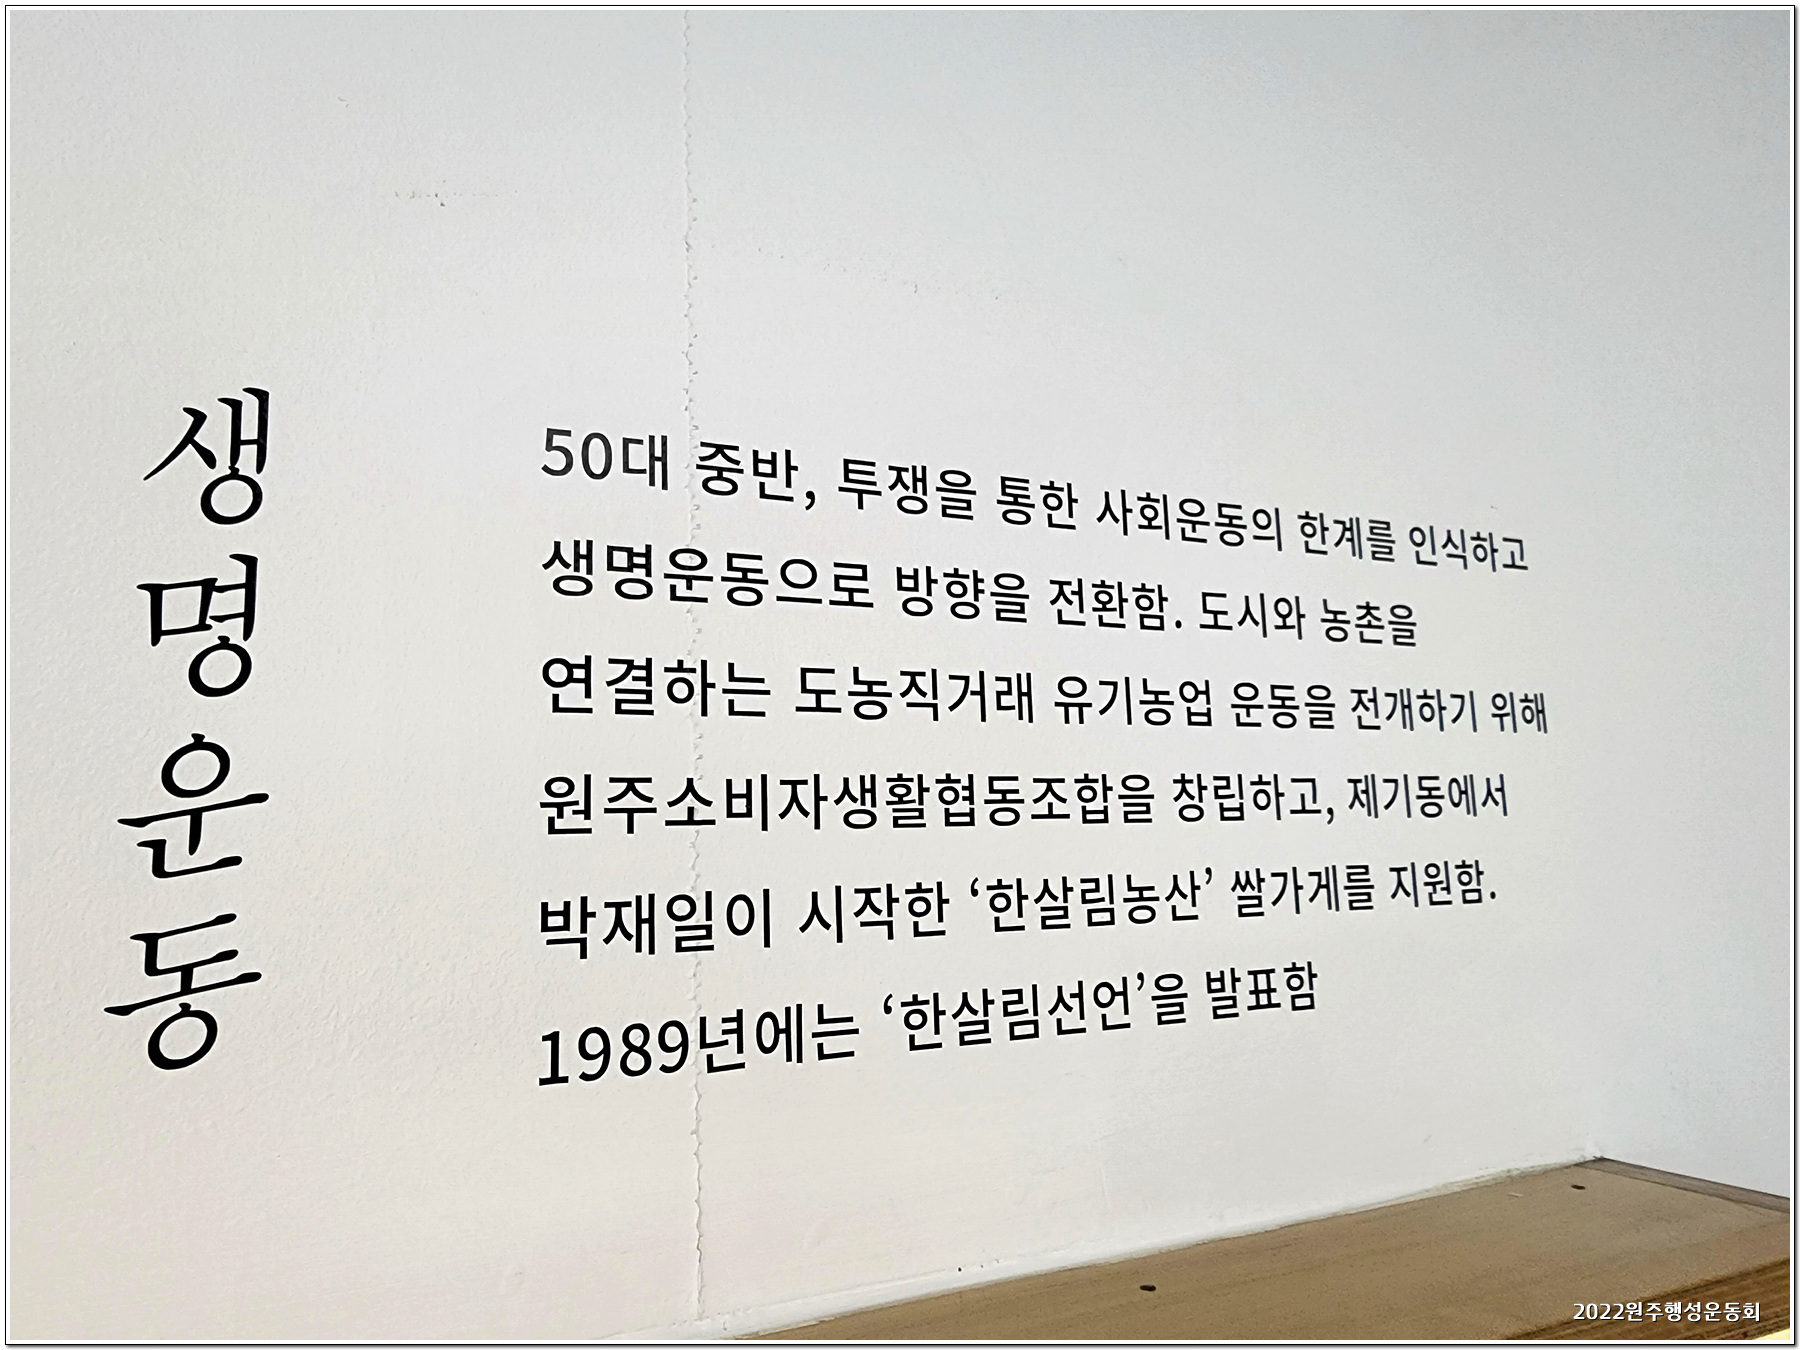 생명운동
50대 중반, 투쟁을 통한 사회운동의 한계를 인식하고
생명운동으로 방향을 전환함. 도시와 농촌을
연결하는 도농직거래 유기농업 운동을 전개하기 위해
원주소비자생활협동조합을 창립하고, 제기동에서
박재일이 시작한 ‘한살림농산’ 쌀가게를 지원함.
1989년에는 ‘한살림선언’을 발표함
2022원주행성운동회